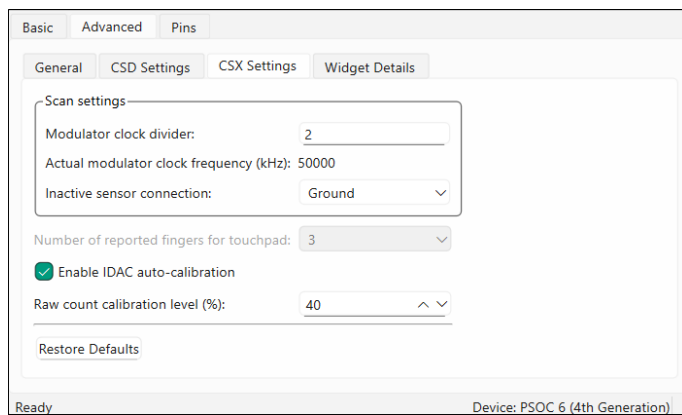 Basic Advanced Pins
General CSD Settings CSX Settings Widget Details
Scan settings
Modulator clock divider: 2
Actual modulator clock frequency (kHz): 50000
Inactive sensor connection: Ground
Number of reported fingers for touchpad: 3
Enable IDAC auto-calibration
Raw count calibration level (%): 40
Restore Defaults
Ready Device: PSOC 6 (4th Generation)